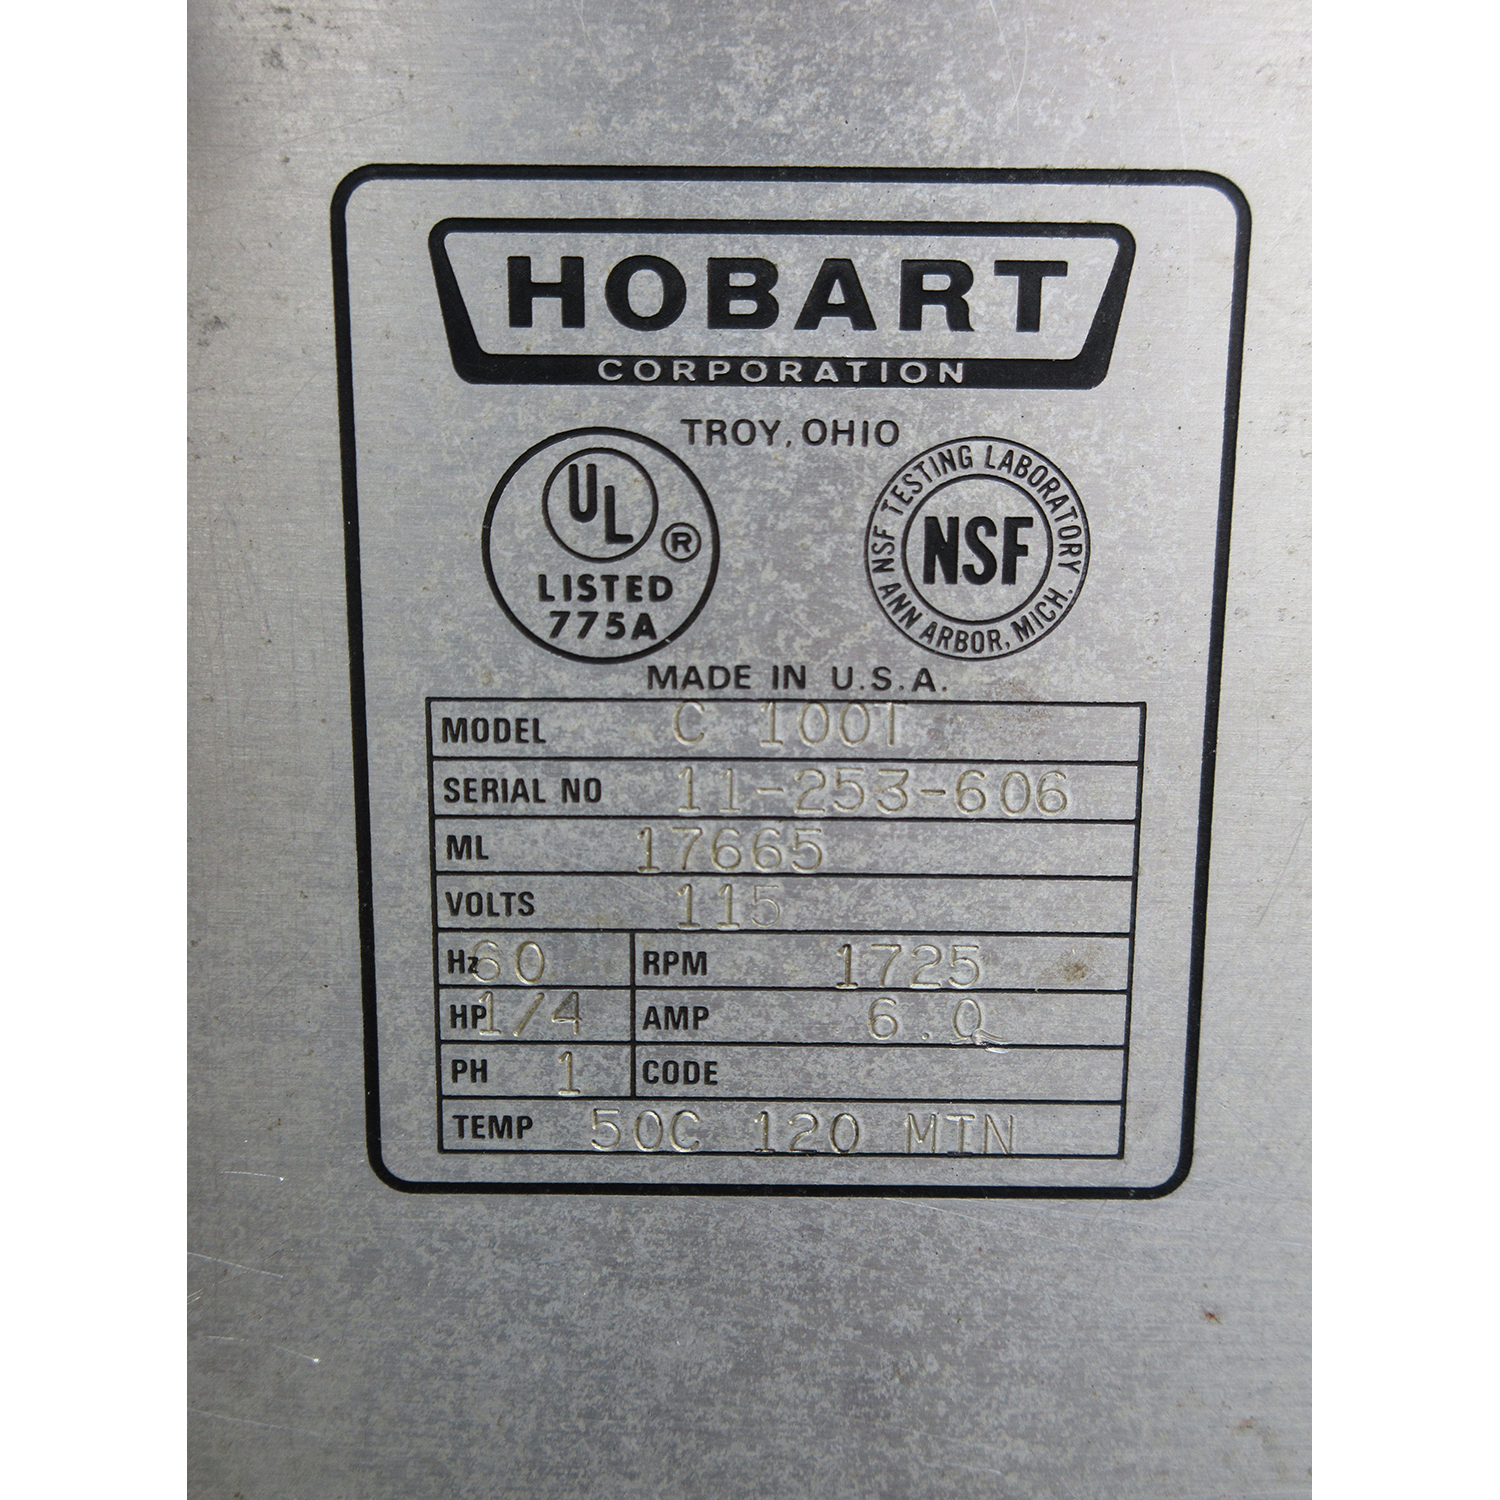 HOBART
CORPORATION
TROY, OHIO
UL ®
LISTED
775A
NSF TESTING LABORATORY
NSF
ANN ARBOR, MICH.
MADE IN U.S.A.
MODEL C 100T
SERIAL NO 11-253-606
ML 17665
VOLTS 115
Hz 60 RPM 1725
HP 1/4 AMP 6.0
PH 1 CODE
TEMP 50C 120 MIN